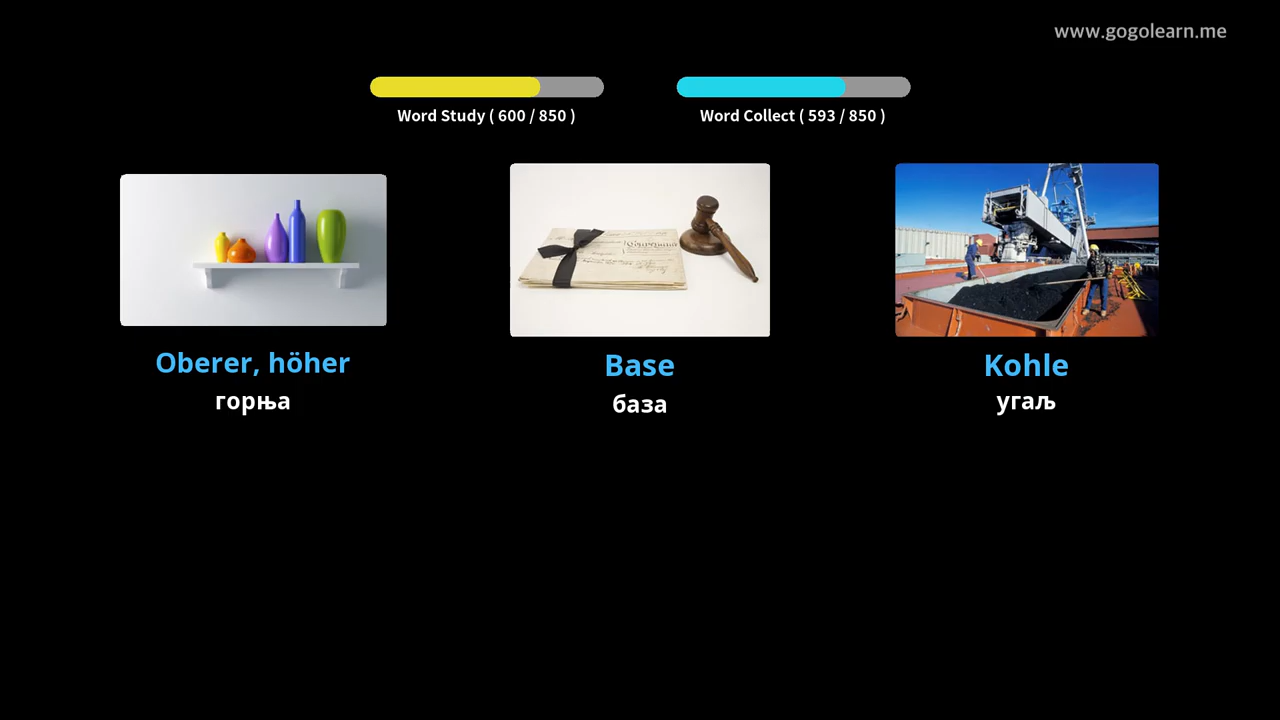 www.gogolearn.me
Word Study ( 600 / 850 )
Word Collect ( 593 / 850 )
Oberer, höher
горња
Base
база
Kohle
угаљ